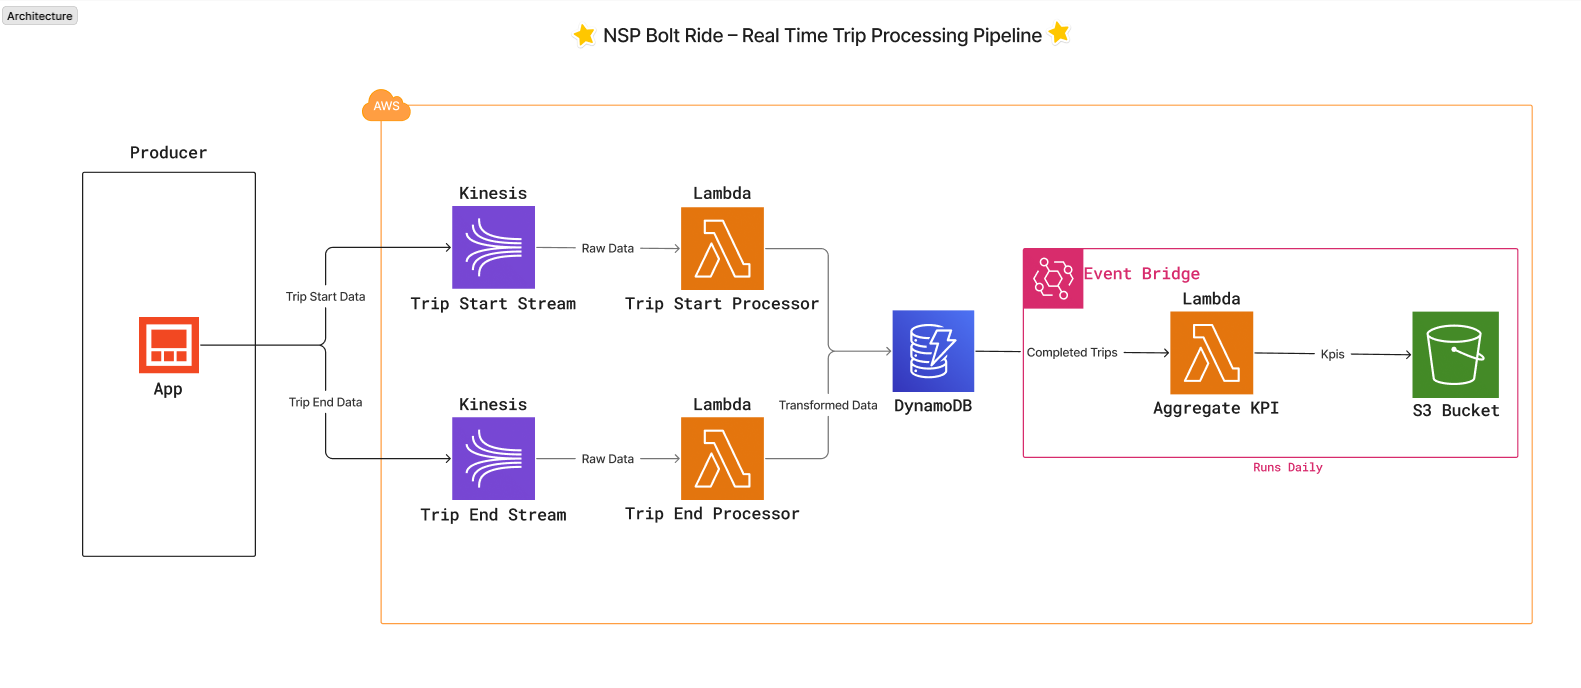 Architecture
NSP Bolt Ride – Real Time Trip Processing Pipeline
AWS
Producer
App
Trip Start Data
Trip End Data
Kinesis
Trip Start Stream
Raw Data
Lambda
Trip Start Processor
Kinesis
Trip End Stream
Raw Data
Lambda
Trip End Processor
Transformed Data
DynamoDB
Event Bridge
Completed Trips
Lambda
Aggregate KPI
Kpis
S3 Bucket
Runs Daily